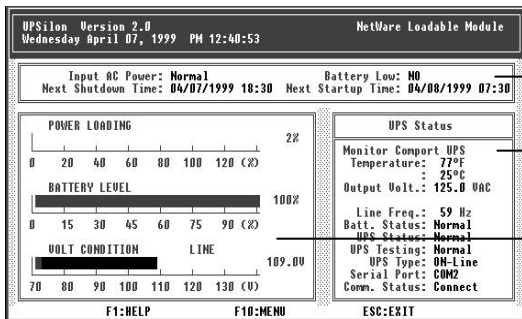 UPSilon Version 2.0 NetWare Loadable Module
Wednesday April 07, 1999 PM 12:40:53
Input AC Power: Normal Battery Low: NO
Next Shutdown Time: 04/07/1999 18:30 Next Startup Time: 04/08/1999 07:30
POWER LOADING
2%
0 20 40 60 80 100 120 (%)
BATTERY LEVEL
100%
0 15 30 45 60 75 90 (%)
VOLT CONDITION LINE
109.0V
70 80 90 100 110 120 130 (V)
UPS Status
Monitor Comport UPS
Temperature: 77°F
: 25°C
Output Volt.: 125.0 VAC
Line Freq.: 59 Hz
Batt. Status: Normal
UPS Status: Normal
UPS Testing: Normal
UPS Type: ON-Line
Serial Port: COM2
Comm. Status: Connect
F1:HELP F10:MENU ESC:EXIT